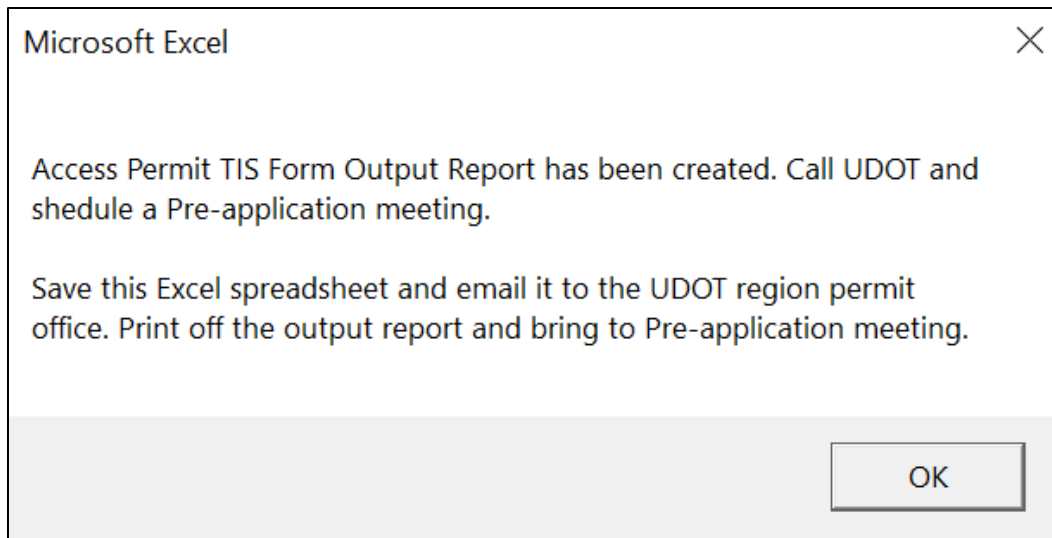 Microsoft Excel
Access Permit TIS Form Output Report has been created. Call UDOT and
shedule a Pre-application meeting.
Save this Excel spreadsheet and email it to the UDOT region permit
office. Print off the output report and bring to Pre-application meeting.
OK